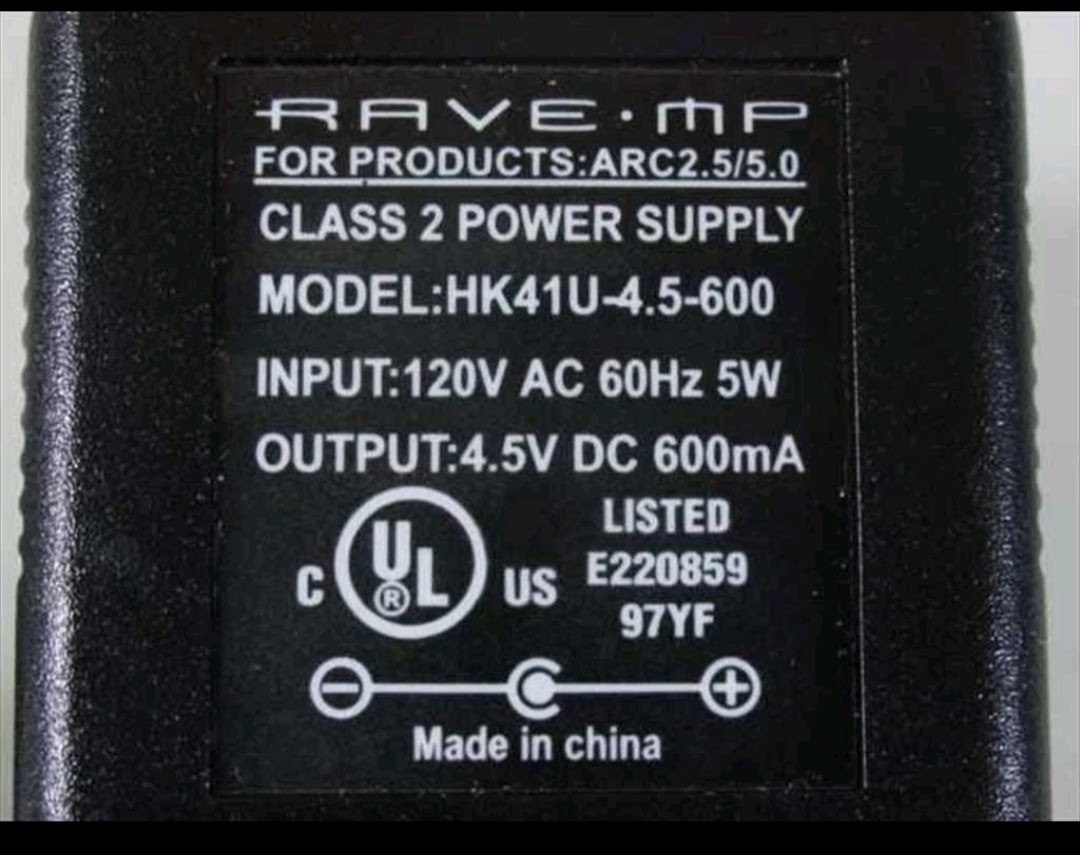 RAVE·MP
FOR PRODUCTS:ARC2.5/5.0
CLASS 2 POWER SUPPLY
MODEL:HK41U-4.5-600
INPUT:120V AC 60Hz 5W
OUTPUT:4.5V DC 600mA
C UL® US
LISTED
E220859
97YF
Made in china